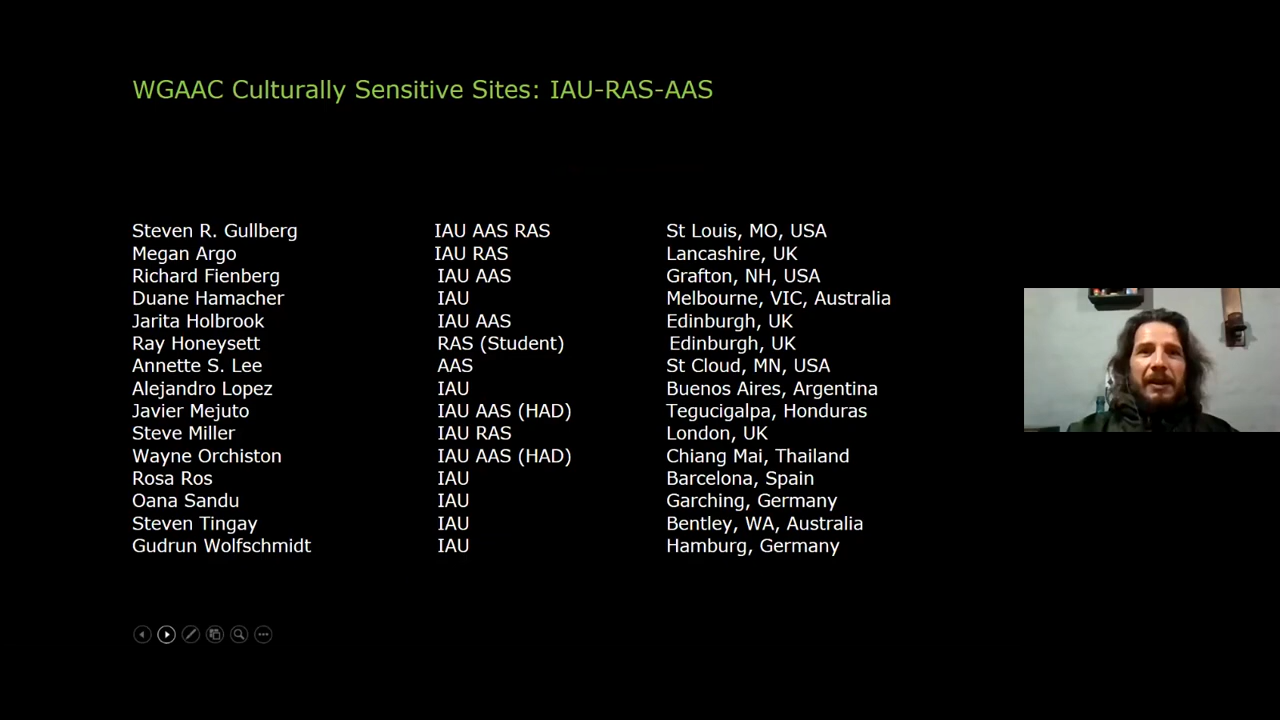 WGAAC Culturally Sensitive Sites: IAU-RAS-AAS
Steven R. Gullberg IAU AAS RAS St Louis, MO, USA
Megan Argo IAU RAS Lancashire, UK
Richard Fienberg IAU AAS Grafton, NH, USA
Duane Hamacher IAU Melbourne, VIC, Australia
Jarita Holbrook IAU AAS Edinburgh, UK
Ray Honeysett RAS (Student) Edinburgh, UK
Annette S. Lee AAS St Cloud, MN, USA
Alejandro Lopez IAU Buenos Aires, Argentina
Javier Mejuto IAU AAS (HAD) Tegucigalpa, Honduras
Steve Miller IAU RAS London, UK
Wayne Orchiston IAU AAS (HAD) Chiang Mai, Thailand
Rosa Ros IAU Barcelona, Spain
Oana Sandu IAU Garching, Germany
Steven Tingay IAU Bentley, WA, Australia
Gudrun Wolfschmidt IAU Hamburg, Germany